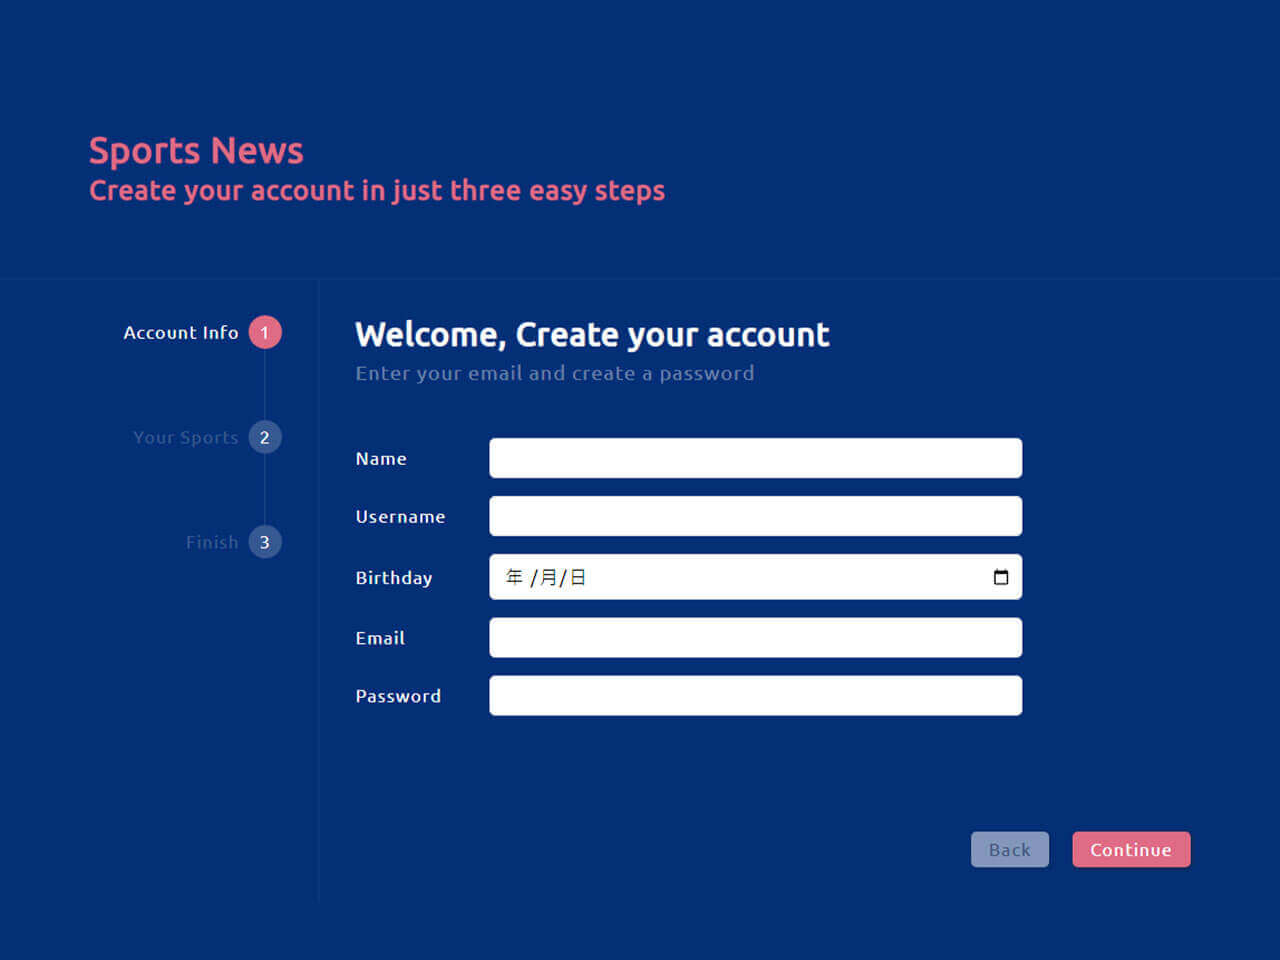 Sports News
Create your account in just three easy steps
Account Info 1
Your Sports 2
Finish 3
Welcome, Create your account
Enter your email and create a password
Name
Username
Birthday 年 /月/日
Email
Password
Back Continue